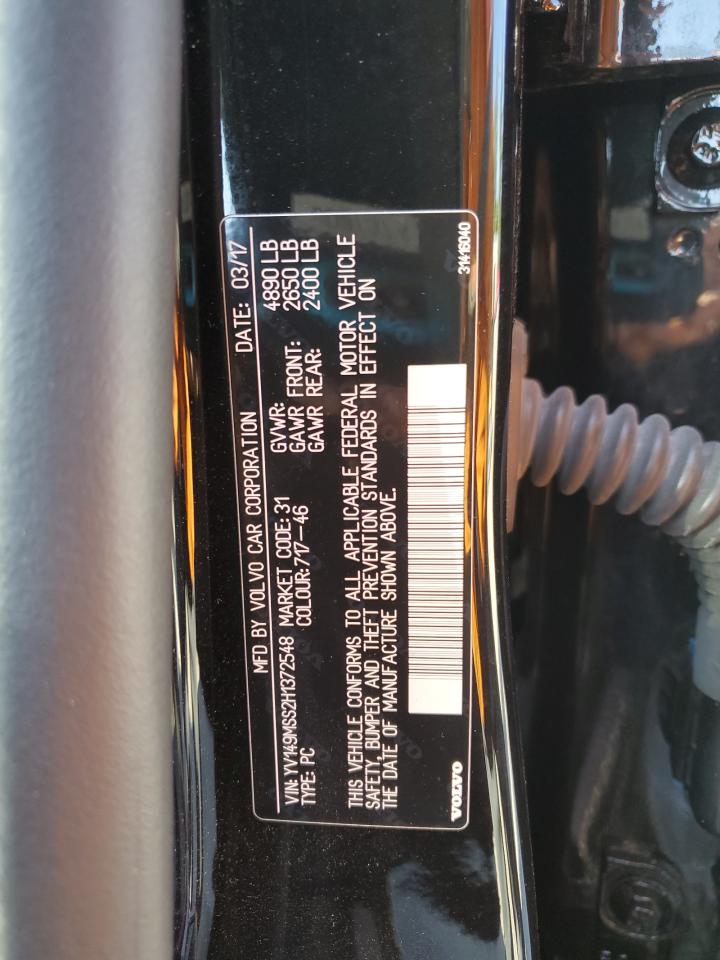 MFD BY VOLVO CAR CORPORATION DATE: 03/17
VIN: YV149MSS2H1372548 MARKET CODE: 31 GVWR: 4890 LB
TYPE: PC COLOUR: 717-46 GAWR FRONT: 2650 LB
GAWR REAR: 2400 LB
THIS VEHICLE CONFORMS TO ALL APPLICABLE FEDERAL MOTOR VEHICLE
SAFETY, BUMPER AND THEFT PREVENTION STANDARDS IN EFFECT ON
THE DATE OF MANUFACTURE SHOWN ABOVE.
VOLVO 31416040